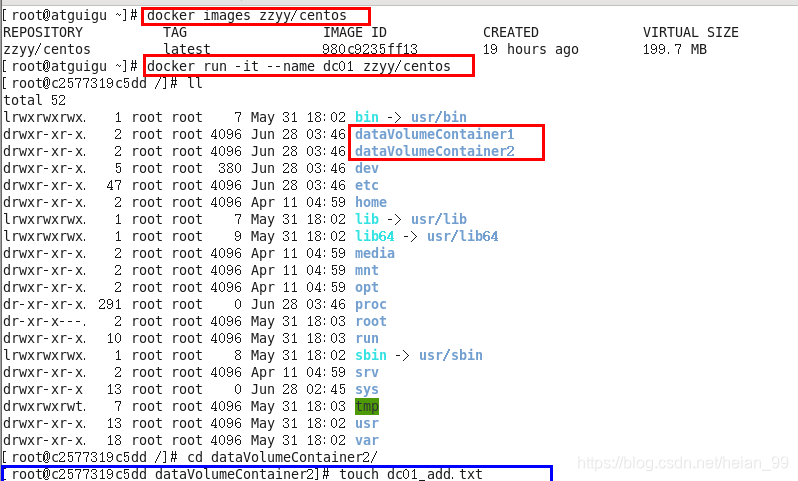 [ root@atguigu ~]# docker images zzyy/centos
REPOSITORY TAG IMAGE ID CREATED VIRTUAL SIZE
zzyy/centos latest 980c9235ff13 19 hours ago 199.7 MB
[ root@atguigu ~]# docker run -it --name dc01 zzyy/centos
[ root@c2577319c5dd /]# ll
total 52
lrwxrwxrwx. 1 root root 7 May 31 18:02 bin -> usr/bin
drwxr-xr-x. 2 root root 4096 Jun 28 03:46 dataVolumeContainer1
drwxr-xr-x. 2 root root 4096 Jun 28 03:46 dataVolumeContainer2
drwxr-xr-x. 5 root root 380 Jun 28 03:46 dev
drwxr-xr-x. 47 root root 4096 Jun 28 03:46 etc
drwxr-xr-x. 2 root root 4096 Apr 11 04:59 home
lrwxrwxrwx. 1 root root 7 May 31 18:02 lib -> usr/lib
lrwxrwxrwx. 1 root root 9 May 31 18:02 lib64 -> usr/lib64
drwxr-xr-x. 2 root root 4096 Apr 11 04:59 media
drwxr-xr-x. 2 root root 4096 Apr 11 04:59 mnt
drwxr-xr-x. 2 root root 4096 Apr 11 04:59 opt
dr-xr-xr-x. 291 root root 0 Jun 28 03:46 proc
dr-xr-x---. 2 root root 4096 May 31 18:03 root
drwxr-xr-x. 10 root root 4096 May 31 18:03 run
lrwxrwxrwx. 1 root root 8 May 31 18:02 sbin -> usr/sbin
drwxr-xr-x. 2 root root 4096 Apr 11 04:59 srv
dr-xr-xr-x 13 root root 0 Jun 28 02:45 sys
drwxrwxrwt. 7 root root 4096 May 31 18:03 tmp
drwxr-xr-x. 13 root root 4096 May 31 18:02 usr
drwxr-xr-x. 18 root root 4096 May 31 18:02 var
[ root@c2577319c5dd /]# cd dataVolumeContainer2/
[ root@c2577319c5dd dataVolumeContainer2]# touch dc01_add.txt
https://blog.csdn.net/heian_99